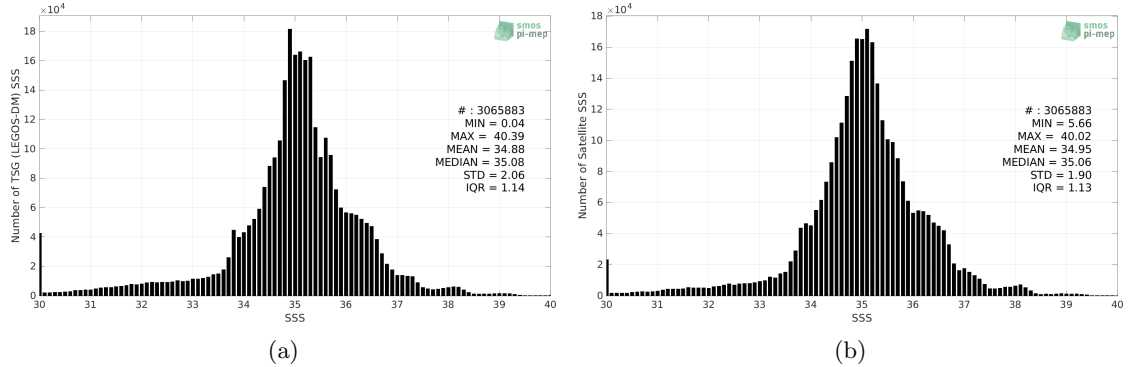 ×10⁴
18
16
14
12
10
8
6
4
2
0
Number of TSG (LEGOS-DM) SSS
30 31 32 33 34 35 36 37 38 39 40
SSS
smos
pi-mep
# : 3065883
MIN = 0.04
MAX = 40.39
MEAN = 34.88
MEDIAN = 35.08
STD = 2.06
IQR = 1.14
(a)
×10⁴
18
16
14
12
10
8
6
4
2
0
Number of Satellite SSS
30 31 32 33 34 35 36 37 38 39 40
SSS
smos
pi-mep
# : 3065883
MIN = 5.66
MAX = 40.02
MEAN = 34.95
MEDIAN = 35.06
STD = 1.90
IQR = 1.13
(b)